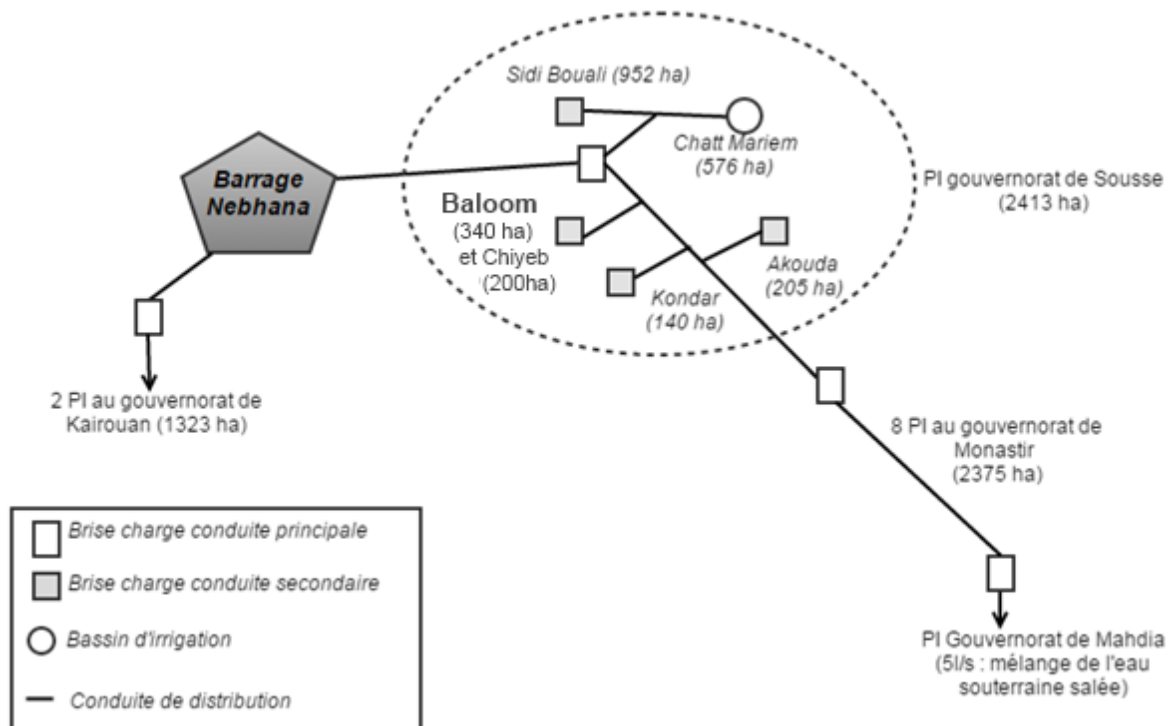 Sidi Bouali (952 ha)
Barrage
Nebhana
Chatt Mariem
(576 ha)
PI gouvernorat de Sousse
(2413 ha)
Baloom
(340 ha)
et Chiyeb
(200ha)
Akouda
(205 ha)
Kondar
(140 ha)
2 PI au gouvernorat de
Kairouan (1323 ha)
8 PI au gouvernorat de
Monastir
(2375 ha)
Brise charge conduite principale
Brise charge conduite secondaire
Bassin d'irrigation
Conduite de distribution
PI Gouvernorat de Mahdia
(5l/s : mélange de l'eau
souterraine salée)